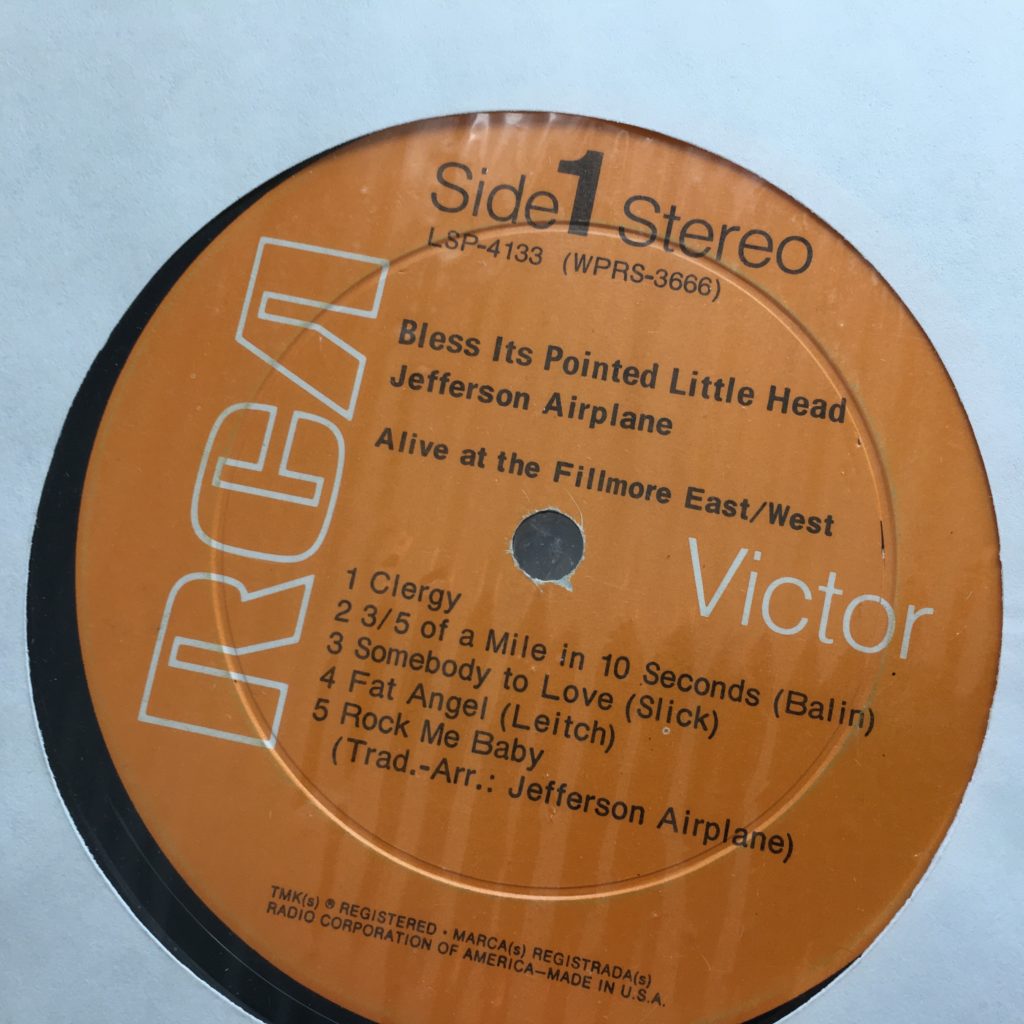 Side 1 Stereo
LSP-4133 (WPRS-3666)
Bless Its Pointed Little Head
Jefferson Airplane
Alive at the Fillmore East/West
RCA
Victor
1 Clergy
2 3/5 of a Mile in 10 Seconds (Balin)
3 Somebody to Love (Slick)
4 Fat Angel (Leitch)
5 Rock Me Baby
(Trad.-Arr.: Jefferson Airplane)
TMK(s) ® REGISTERED • MARCA(s) REGISTRADA(s)
RADIO CORPORATION OF AMERICA—MADE IN U.S.A.